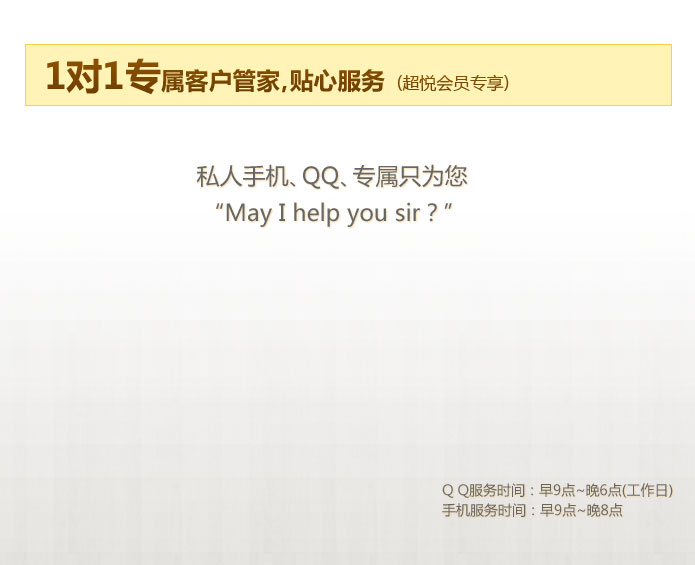 1对1专属客户管家,贴心服务 (超悦会员专享)
私人手机、QQ、专属只为您
“May I help you sir ? ”
Q Q服务时间：早9点~晚6点(工作日)
手机服务时间：早9点~晚8点